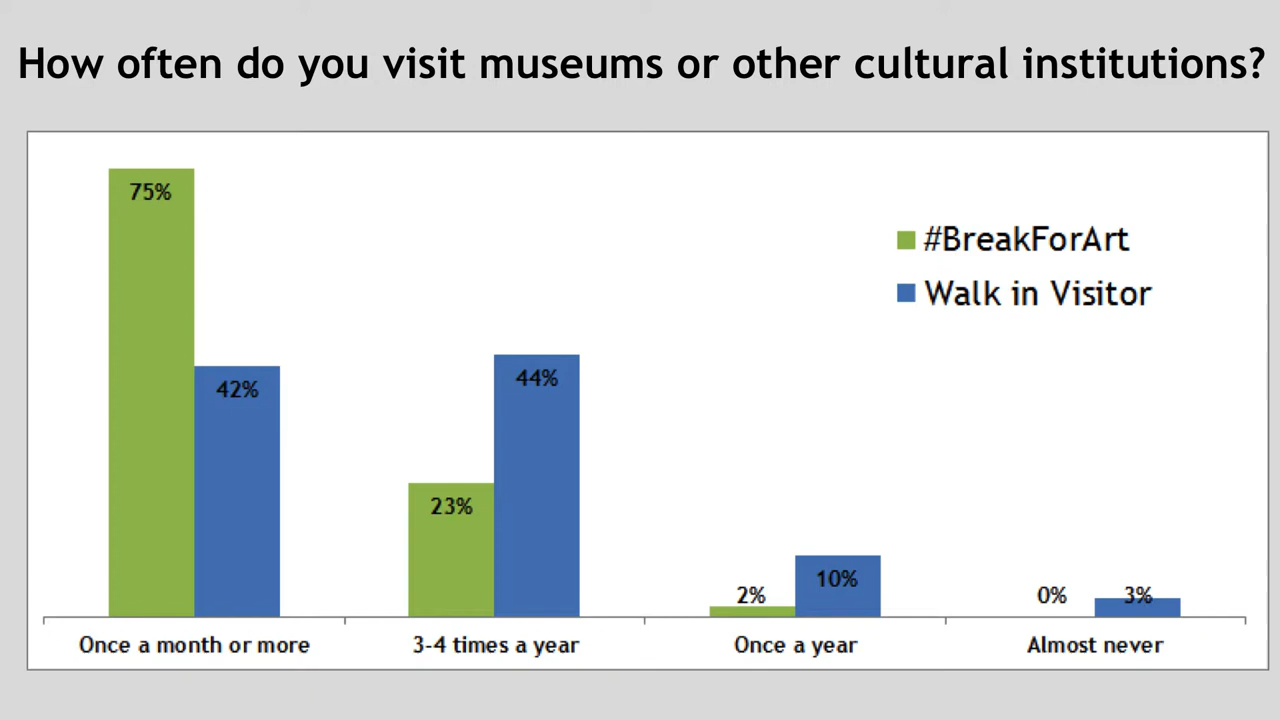 How often do you visit museums or other cultural institutions?
75%
42%
23%
44%
2%
10%
0%
3%
#BreakForArt
Walk in Visitor
Once a month or more
3-4 times a year
Once a year
Almost never